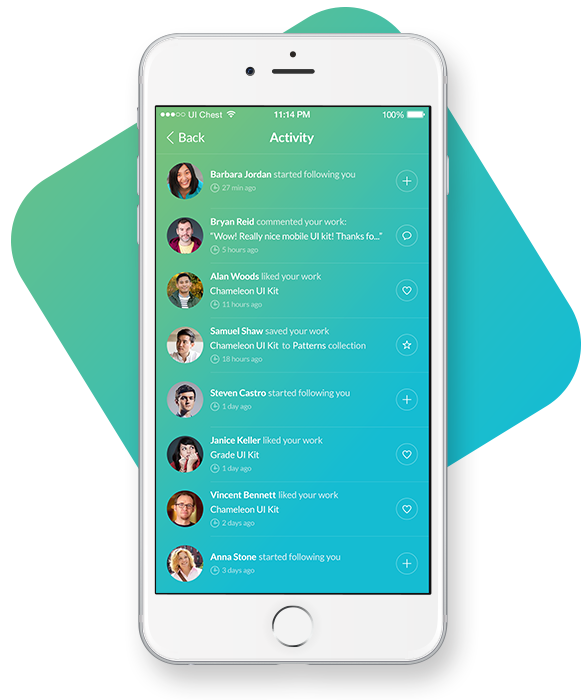 UI Chest 11:14 PM 100%
Back Activity
Barbara Jordan started following you
27 min ago
Bryan Reid commented your work:
“Wow! Really nice mobile UI kit! Thanks fo...”
5 hours ago
Alan Woods liked your work
Chameleon UI Kit
11 hours ago
Samuel Shaw saved your work
Chameleon UI Kit to Patterns collection
18 hours ago
Steven Castro started following you
1 day ago
Janice Keller liked your work
Grade UI Kit
1 day ago
Vincent Bennett liked your work
Chameleon UI Kit
2 days ago
Anna Stone started following you
3 days ago